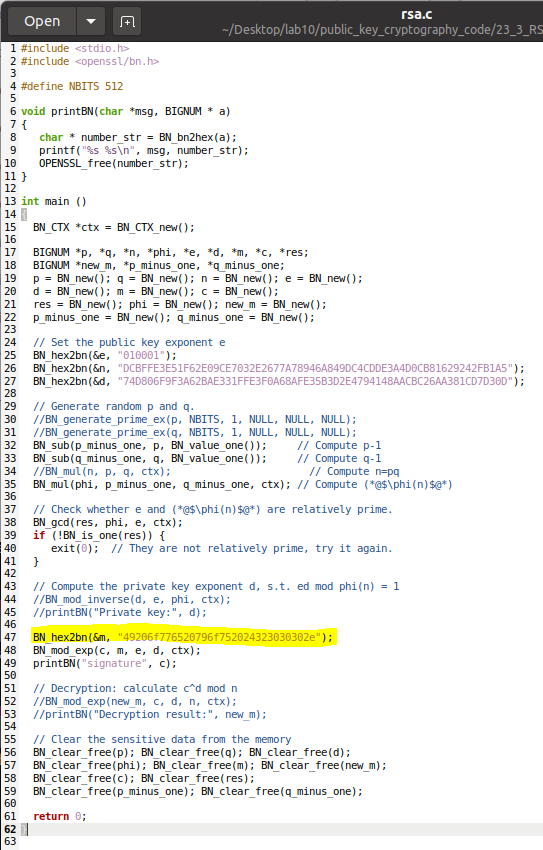 Open
rsa.c
~/Desktop/lab10/public_key_cryptography_code/23_3_RS
1 #include <stdio.h>
2 #include <openssl/bn.h>
3
4 #define NBITS 512
5
6 void printBN(char *msg, BIGNUM * a)
7 {
8    char * number_str = BN_bn2hex(a);
9    printf("%s %s\n", msg, number_str);
10    OPENSSL_free(number_str);
11 }
12
13 int main ()
14 {
15   BN_CTX *ctx = BN_CTX_new();
16
17   BIGNUM *p, *q, *n, *phi, *e, *d, *m, *c, *res;
18   BIGNUM *new_m, *p_minus_one, *q_minus_one;
19   p = BN_new(); q = BN_new(); n = BN_new(); e = BN_new();
20   d = BN_new(); m = BN_new(); c = BN_new();
21   res = BN_new(); phi = BN_new(); new_m = BN_new();
22   p_minus_one = BN_new(); q_minus_one = BN_new();
23
24   // Set the public key exponent e
25   BN_hex2bn(&e, "010001");
26   BN_hex2bn(&n, "DCBFFE3E51F62E09CE7032E2677A78946A849DC4CDDE3A4D0CB81629242FB1A5");
27   BN_hex2bn(&d, "74D806F9F3A62BAE331FFE3F0A68AFE35B3D2E4794148AACBC26AA381CD7D30D");
28
29   // Generate random p and q.
30   //BN_generate_prime_ex(p, NBITS, 1, NULL, NULL, NULL);
31   //BN_generate_prime_ex(q, NBITS, 1, NULL, NULL, NULL);
32   BN_sub(p_minus_one, p, BN_value_one());     // Compute p-1
33   BN_sub(q_minus_one, q, BN_value_one());     // Compute q-1
34   //BN_mul(n, p, q, ctx);                       // Compute n=pq
35   BN_mul(phi, p_minus_one, q_minus_one, ctx); // Compute (*@$\phi(n)$@*)
36
37   // Check whether e and (*@$\phi(n)$@*) are relatively prime.
38   BN_gcd(res, phi, e, ctx);
39   if (!BN_is_one(res)) {
40      exit(0);  // They are not relatively prime, try it again.
41   }
42
43   // Compute the private key exponent d, s.t. ed mod phi(n) = 1
44   //BN_mod_inverse(d, e, phi, ctx);
45   //printBN("Private key:", d);
46
47   BN_hex2bn(&m, "49206f776520796f752024323030302e");
48   BN_mod_exp(c, m, e, d, ctx);
49   printBN("signature", c);
50
51   // Decryption: calculate c^d mod n
52   //BN_mod_exp(new_m, c, d, n, ctx);
53   //printBN("Decryption result:", new_m);
54
55   // Clear the sensitive data from the memory
56   BN_clear_free(p); BN_clear_free(q); BN_clear_free(d);
57   BN_clear_free(phi); BN_clear_free(m); BN_clear_free(new_m);
58   BN_clear_free(c); BN_clear_free(res);
59   BN_clear_free(p_minus_one); BN_clear_free(q_minus_one);
60
61   return 0;
62 }
63